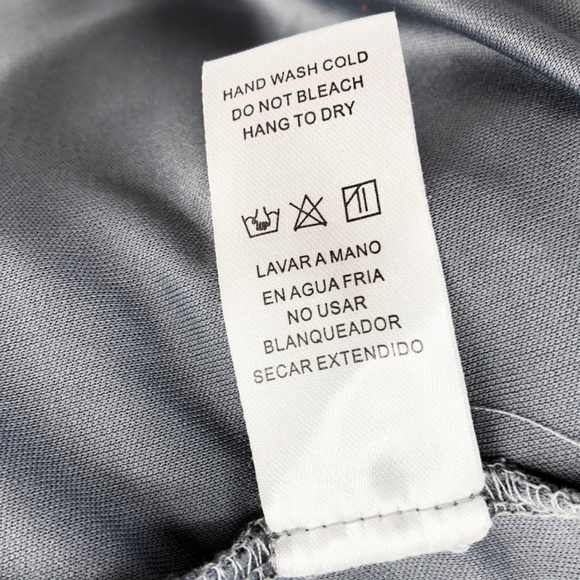 HAND WASH COLD
DO NOT BLEACH
HANG TO DRY
LAVAR A MANO
EN AGUA FRIA
NO USAR
BLANQUEADOR
SECAR EXTENDIDO